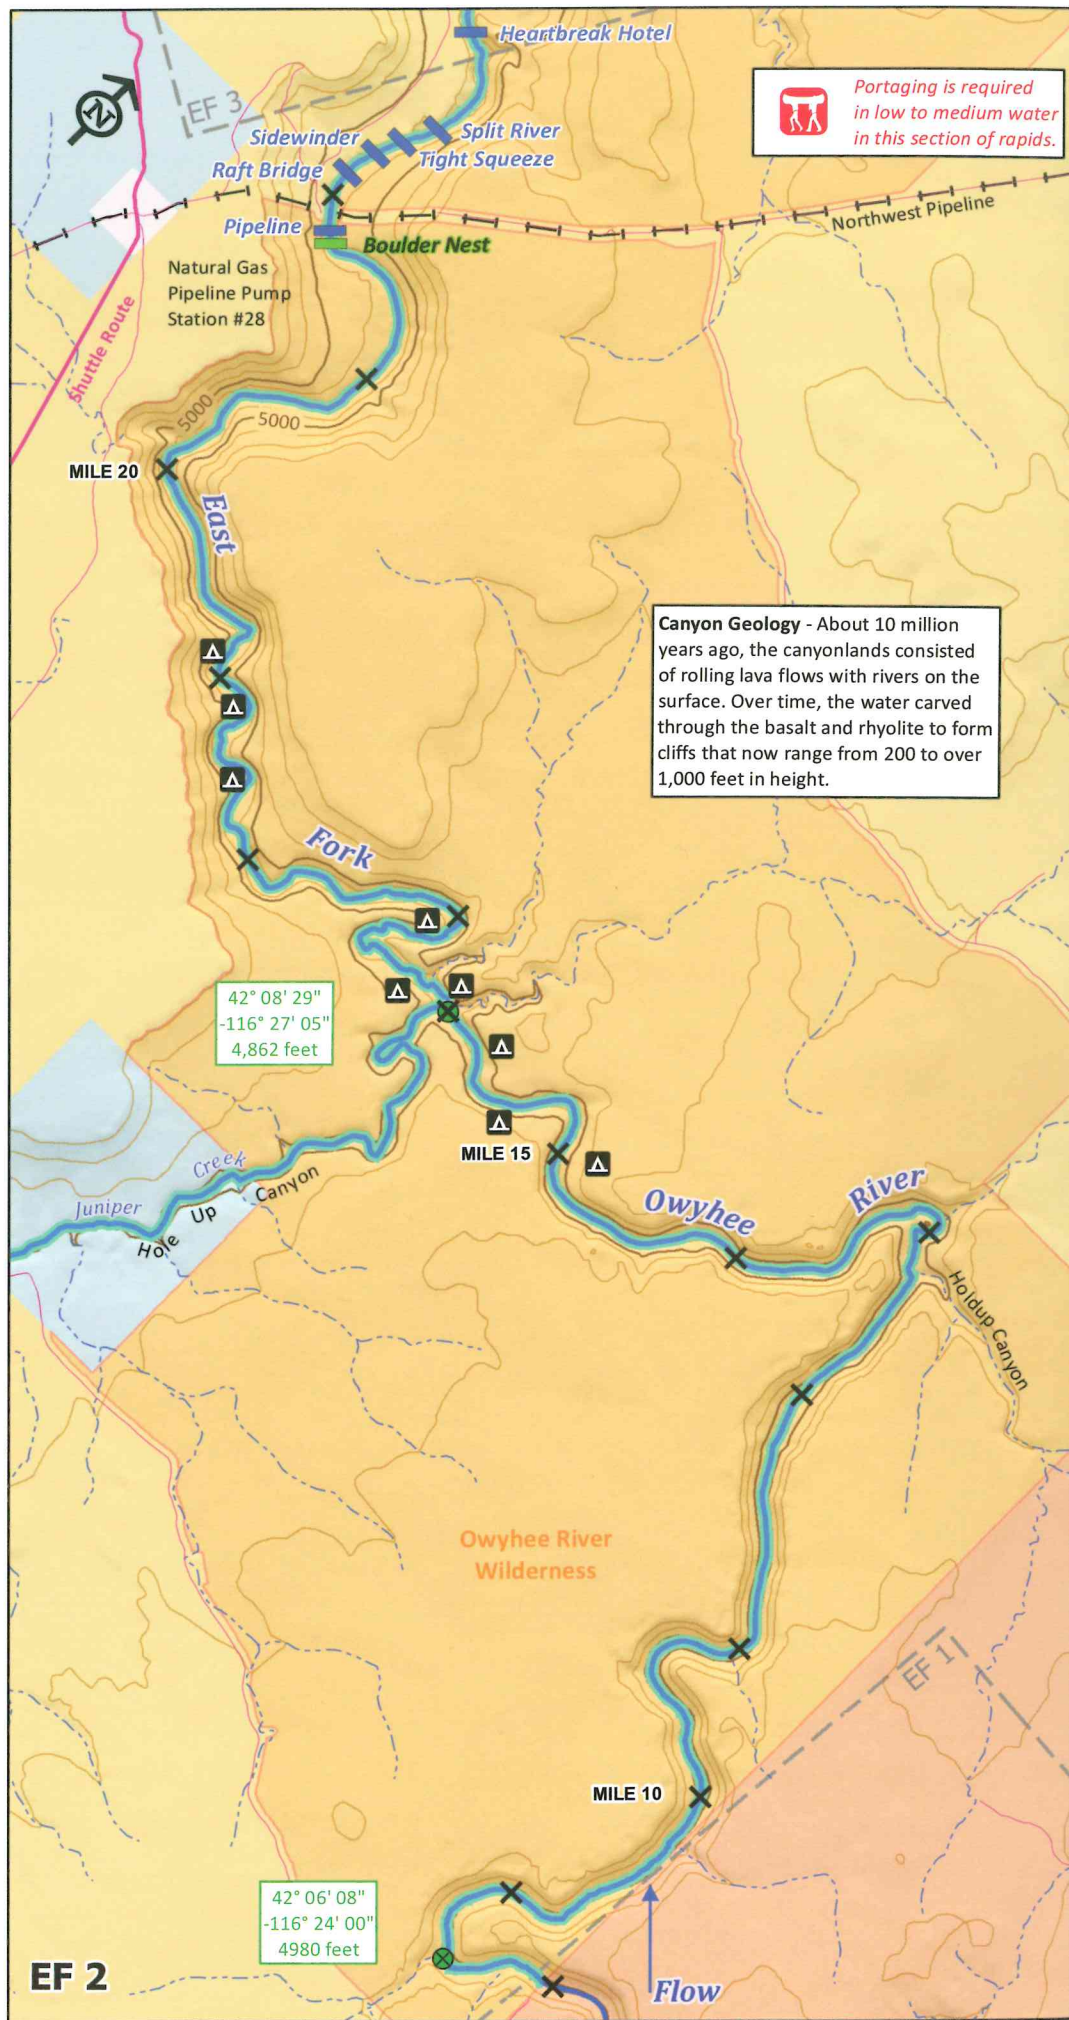 Heartbreak Hotel
N
EF 3
Portaging is required
in low to medium water
in this section of rapids.
Sidewinder
Split River
Raft Bridge
Tight Squeeze
Northwest Pipeline
Pipeline
Boulder Nest
Natural Gas
Pipeline Pump
Station #28
Shuttle Route
5000
5000
MILE 20
East
Canyon Geology - About 10 million
years ago, the canyonlands consisted
of rolling lava flows with rivers on the
surface. Over time, the water carved
through the basalt and rhyolite to form
cliffs that now range from 200 to over
1,000 feet in height.
Fork
42° 08' 29"
-116° 27' 05"
4,862 feet
MILE 15
Creek
Canyon
Juniper
Up
Hole
Owyhee
River
Holdup Canyon
Owyhee River
Wilderness
EF 1
MILE 10
42° 06' 08"
-116° 24' 00"
4980 feet
EF 2
Flow